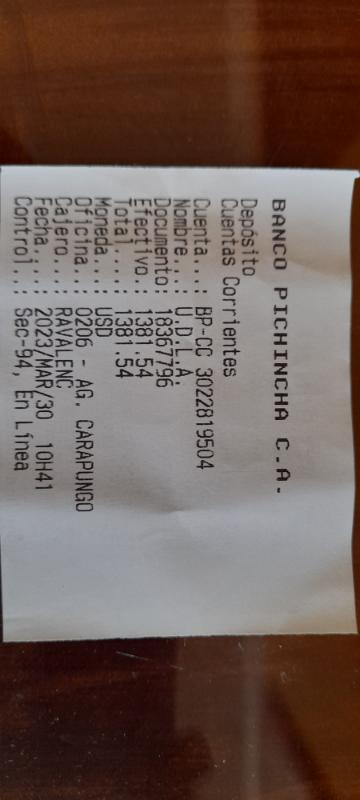 BANCO PICHINCHA C.A.
Depósito
Cuentas Corrientes
Cuenta..: BP-CC 3022819504
Nombre..: U.D.L.A.
Documento: 18367796
Efectivo.: 1381.54
Total....: 1381.54
Moneda..: USD
Oficina..: 0206 - AG. CARAPUNGO
Cajero..: RAVALENC
Fecha...: 2023/MAR/30 10H41
Control.: Sec-94, En Línea